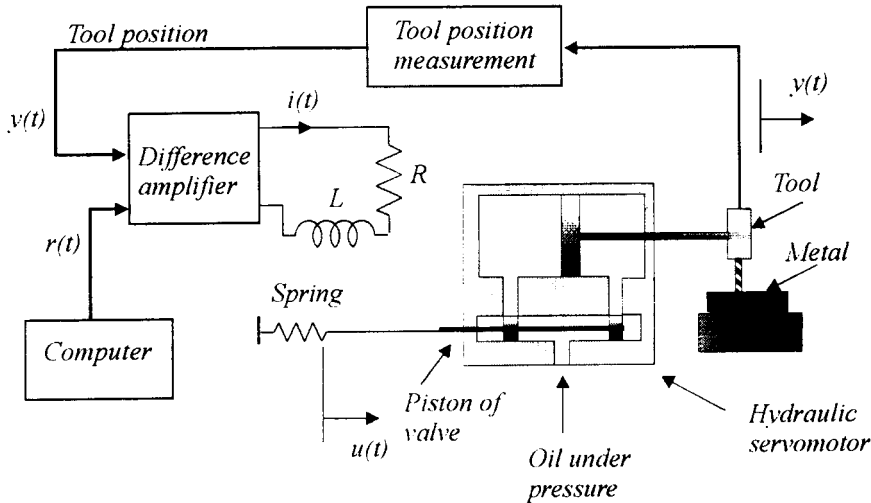 Tool position
Tool position
measurement
y(t)
i(t)
y(t)
Difference
amplifier
R
L
Tool
r(t)
Metal
Spring
Computer
Piston of
valve
u(t)
Hydraulic
servomotor
Oil under
pressure